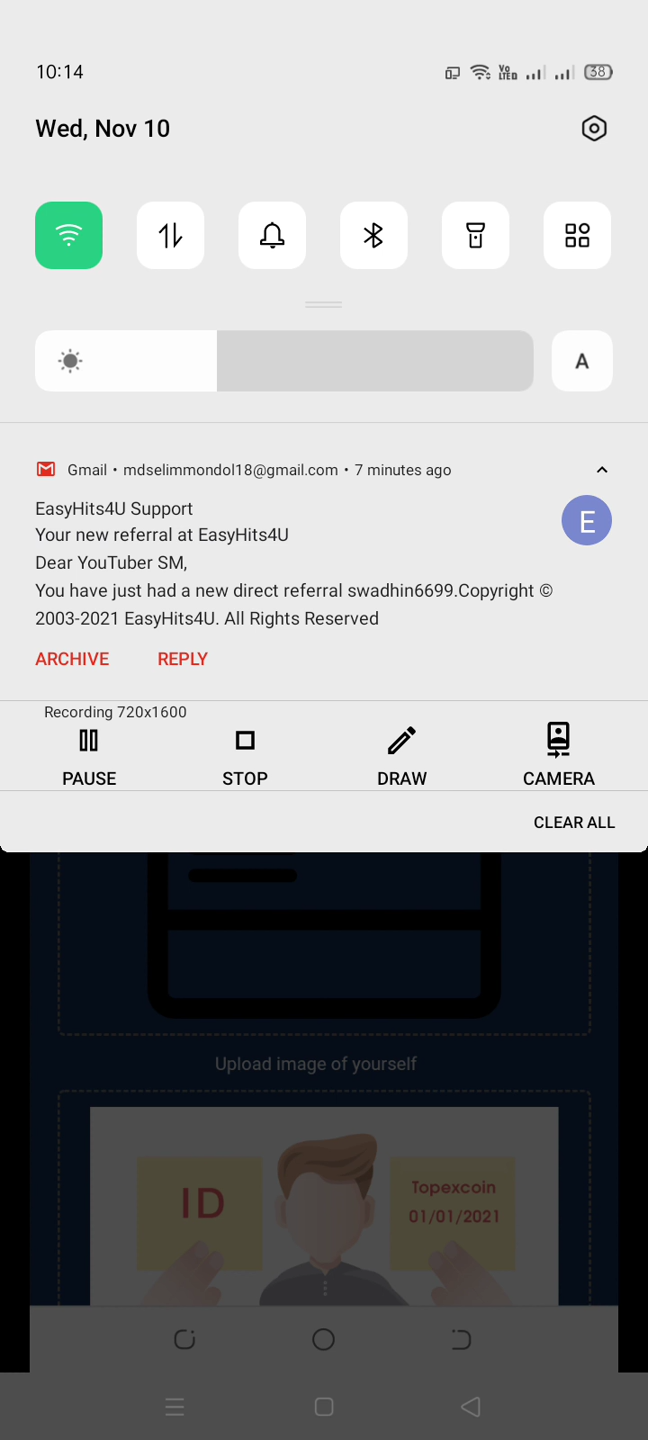 10:14
Vo LTED
38
Wed, Nov 10
A
Gmail • mdselimmondol18@gmail.com • 7 minutes ago
EasyHits4U Support
Your new referral at EasyHits4U
E
Dear YouTuber SM,
You have just had a new direct referral swadhin6699.Copyright ©
2003-2021 EasyHits4U. All Rights Reserved
ARCHIVE REPLY
Recording 720x1600
PAUSE STOP DRAW CAMERA
CLEAR ALL
Upload image of yourself
ID
Topexcoin
01/01/2021